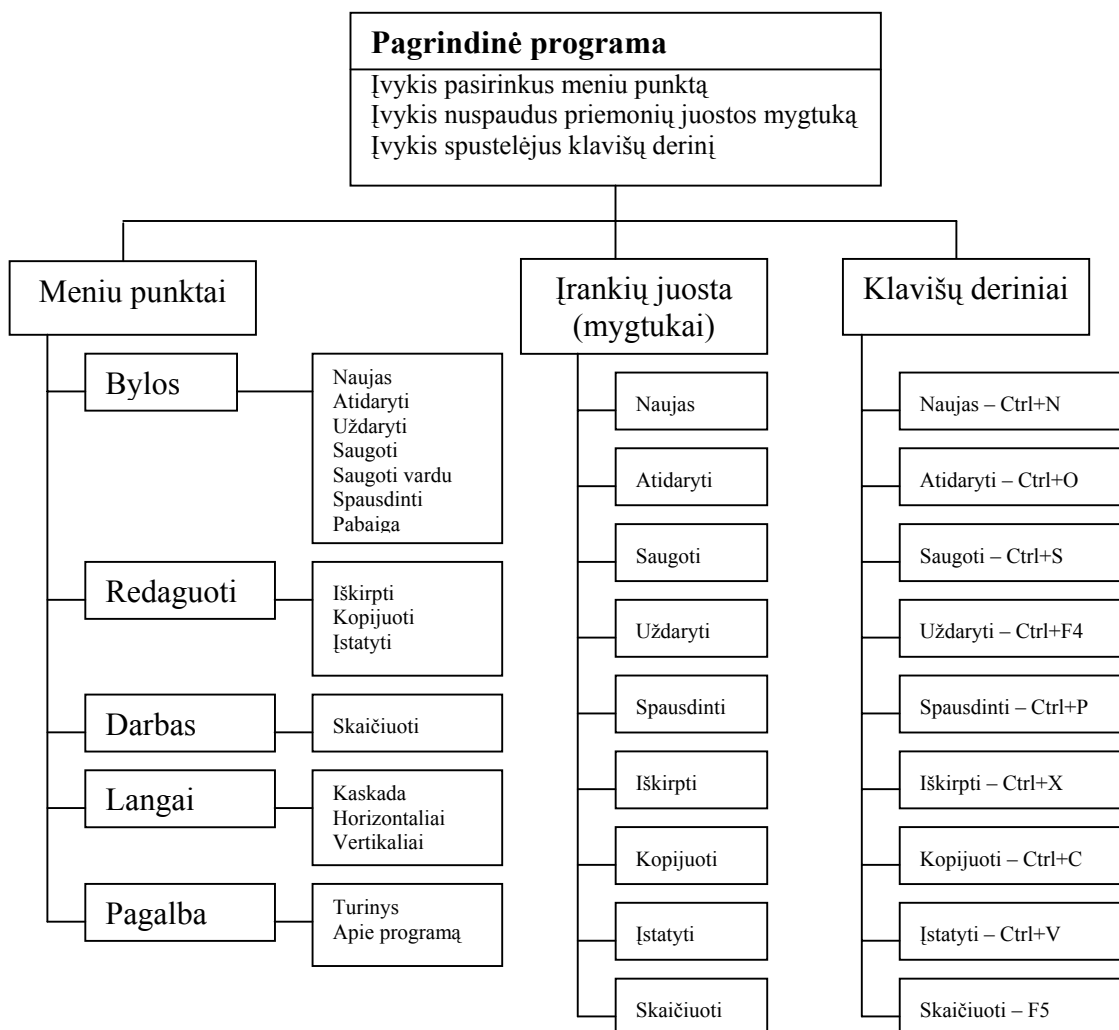 Pagrindinė programa
Įvykis pasirinkus meniu punktą
Įvykis nuspaudus priemonių juostos mygtuką
Įvykis spustelėjus klavišų derinį
Meniu punktai
Bylos
Naujas
Atidaryti
Uždaryti
Saugoti
Saugoti vardu
Spausdinti
Pabaiga
Redaguoti
Iškirpti
Kopijuoti
Įstatyti
Darbas
Skaičiuoti
Langai
Kaskada
Horizontaliai
Vertikaliai
Pagalba
Turinys
Apie programą
Įrankių juosta
(mygtukai)
Naujas
Atidaryti
Saugoti
Uždaryti
Spausdinti
Iškirpti
Kopijuoti
Įstatyti
Skaičiuoti
Klavišų deriniai
Naujas – Ctrl+N
Atidaryti – Ctrl+O
Saugoti – Ctrl+S
Uždaryti – Ctrl+F4
Spausdinti – Ctrl+P
Iškirpti – Ctrl+X
Kopijuoti – Ctrl+C
Įstatyti – Ctrl+V
Skaičiuoti – F5